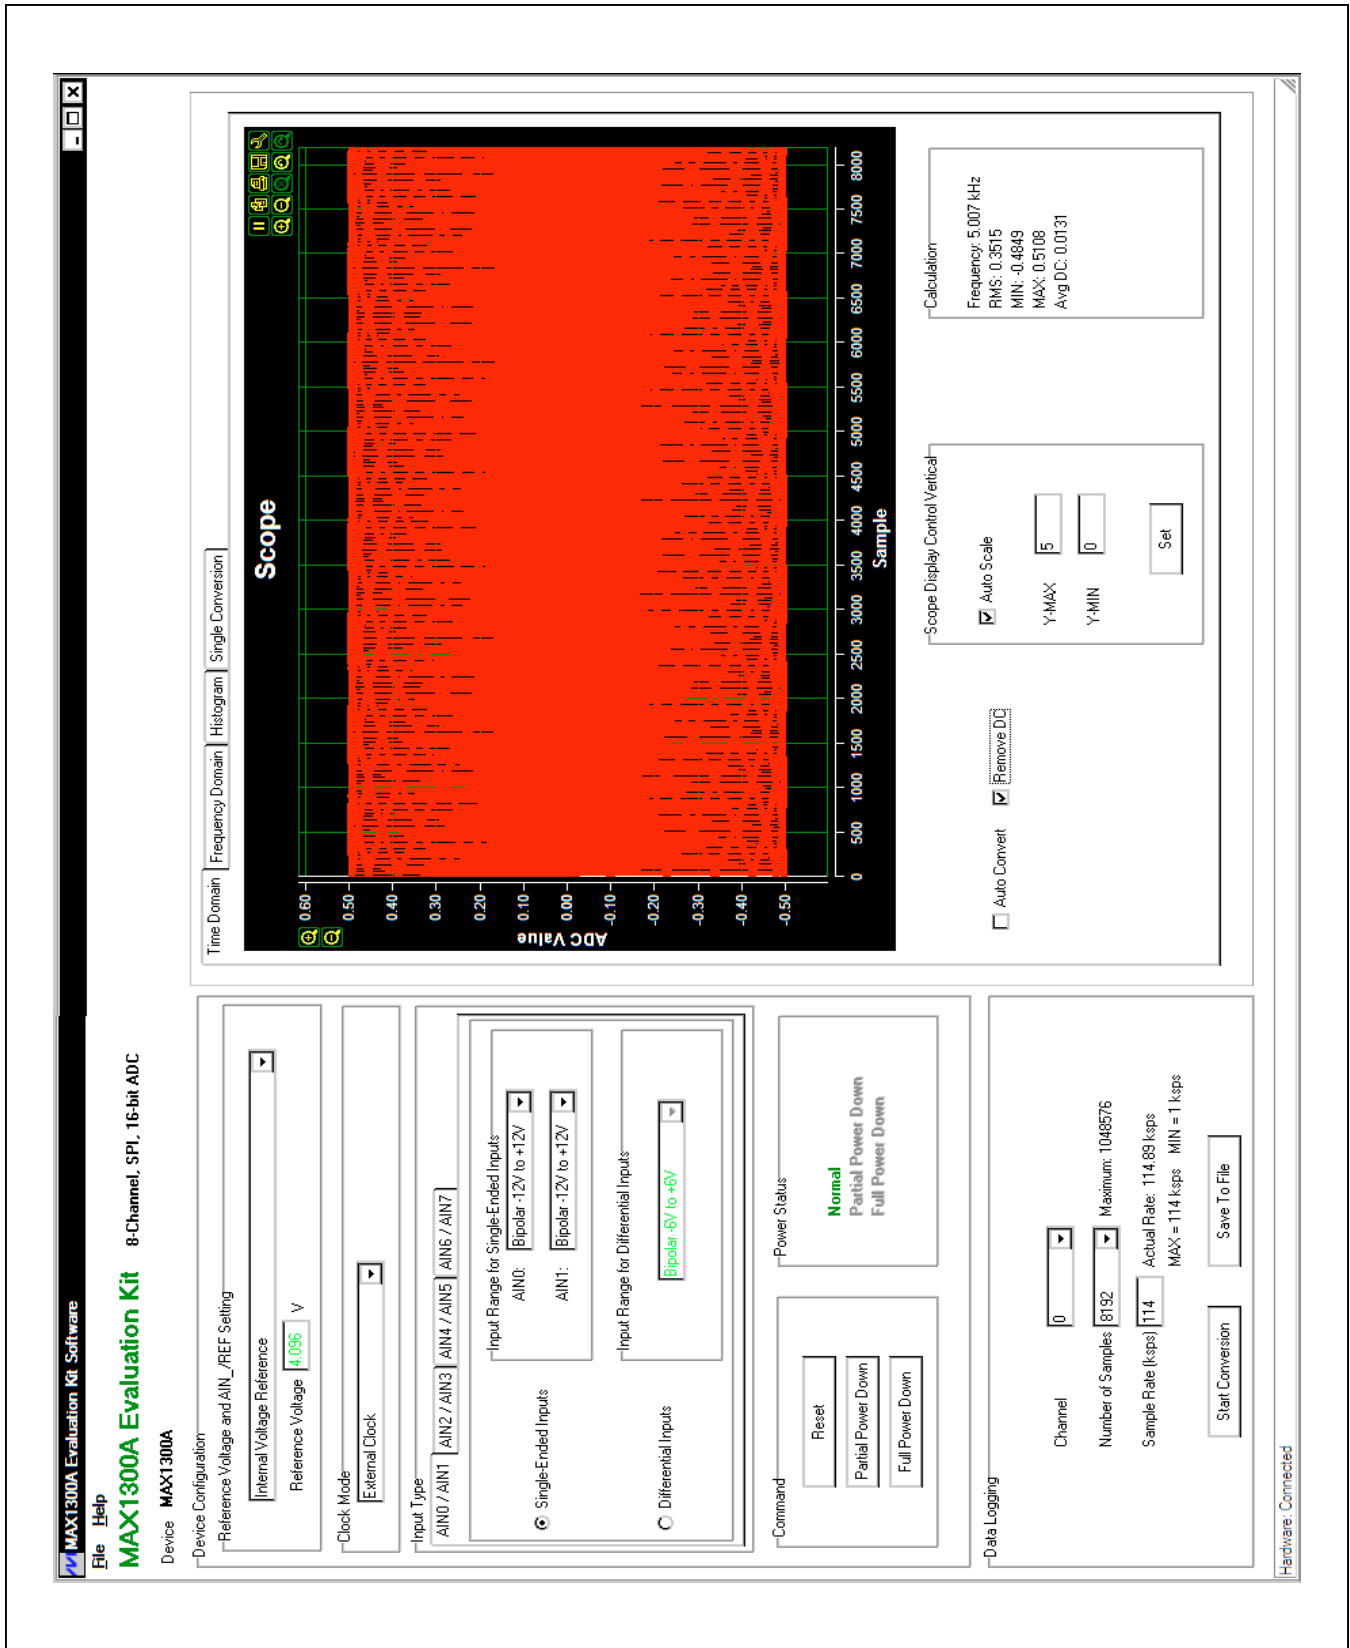 MAX1300A Evaluation Kit Software
File Help
MAX1300A Evaluation Kit 8-Channel, SPI, 16-bit ADC
Device MAX1300A
Device Configuration
Reference Voltage and AIN_/REF Setting
Internal Voltage Reference
Reference Voltage 4.096 V
Clock Mode
External Clock
Input Type
AIN0 / AIN1 AIN2 / AIN3 AIN4 / AIN5 AIN6 / AIN7
Single-Ended Inputs
Input Range for Single-Ended Inputs
AIN0: Bipolar -12V to +12V
AIN1: Bipolar -12V to +12V
Differential Inputs
Input Range for Differential Inputs
Bipolar -6V to +6V
Command
Reset
Partial Power Down
Full Power Down
Power Status
Normal
Partial Power Down
Full Power Down
Data Logging
Channel 0
Number of Samples 8192 Maximum: 1048576
Sample Rate (ksps) 114 Actual Rate: 114.89 ksps
MAX = 114 ksps MIN = 1 ksps
Start Conversion Save To File
Time Domain Frequency Domain Histogram Single Conversion
Scope
ADC Value
0.60
0.50
0.40
0.30
0.20
0.10
0.00
-0.10
-0.20
-0.30
-0.40
-0.50
0 500 1000 1500 2000 2500 3000 3500 4000 4500 5000 5500 6000 6500 7000 7500 8000
Sample
Auto Convert Remove DC
Scope Display Control Vertical
Auto Scale
Y-MAX 5
Y-MIN 0
Set
Calculation
Frequency: 5.007 kHz
RMS: 0.3515
MIN: -0.4849
MAX: 0.5108
Avg DC: 0.0131
Hardware: Connected